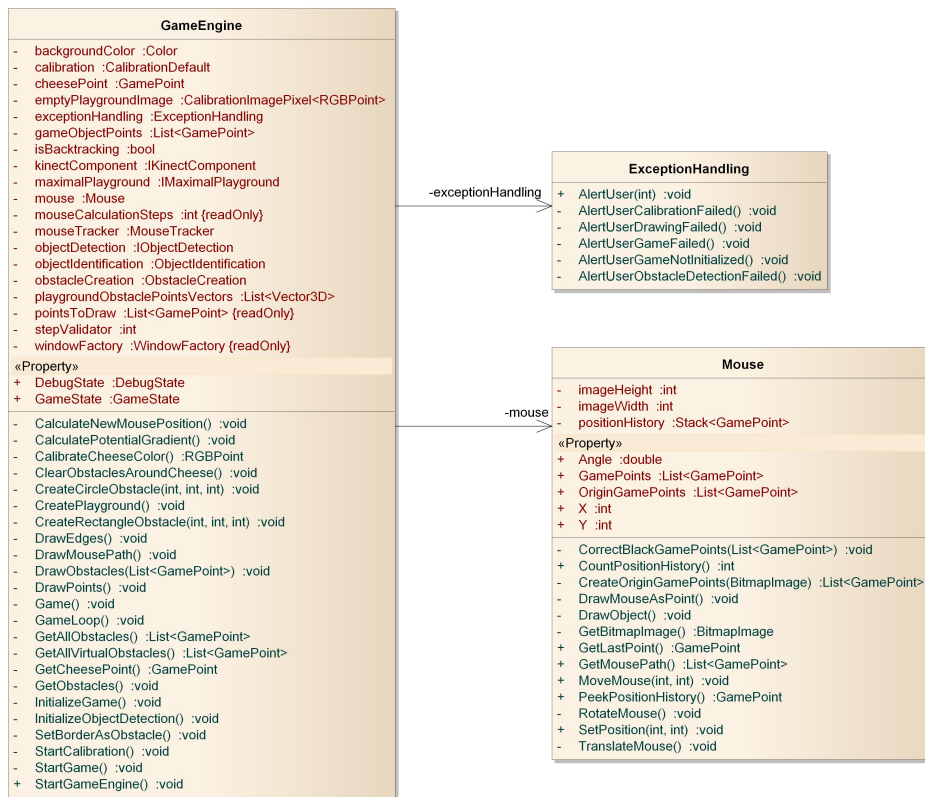 GameEngine
- backgroundColor :Color
- calibration :CalibrationDefault
- cheesePoint :GamePoint
- emptyPlaygroundImage :CalibrationImagePixel<RGBPoint>
- exceptionHandling :ExceptionHandling
- gameObjectPoints :List<GamePoint>
- isBacktracking :bool
- kinectComponent :IKinectComponent
- maximalPlayground :IMaximalPlayground
- mouse :Mouse
- mouseCalculationSteps :int {readOnly}
- mouseTracker :MouseTracker
- objectDetection :IObjectDetection
- objectIdentification :ObjectIdentification
- obstacleCreation :ObstacleCreation
- playgroundObstaclePointsVectors :List<Vector3D>
- pointsToDraw :List<GamePoint> {readOnly}
- stepValidator :int
- windowFactory :WindowFactory {readOnly}
«Property»
+ DebugState :DebugState
+ GameState :GameState
- CalculateNewMousePosition() :void
- CalculatePotentialGradient() :void
- CalibrateCheeseColor() :RGBPoint
- ClearObstaclesAroundCheese() :void
- CreateCircleObstacle(int, int, int) :void
- CreatePlayground() :void
- CreateRectangleObstacle(int, int, int) :void
- DrawEdges() :void
- DrawMousePath() :void
- DrawObstacles(List<GamePoint>) :void
- DrawPoints() :void
- Game() :void
- GameLoop() :void
- GetAllObstacles() :List<GamePoint>
- GetAllVirtualObstacles() :List<GamePoint>
- GetCheesePoint() :GamePoint
- GetObstacles() :void
- InitializeGame() :void
- InitializeObjectDetection() :void
- SetBorderAsObstacle() :void
- StartCalibration() :void
- StartGame() :void
+ StartGameEngine() :void
-exceptionHandling
ExceptionHandling
+ AlertUser(int) :void
- AlertUserCalibrationFailed() :void
- AlertUserDrawingFailed() :void
- AlertUserGameFailed() :void
- AlertUserGameNotInitialized() :void
- AlertUserObstacleDetectionFailed() :void
-mouse
Mouse
- imageHeight :int
- imageWidth :int
- positionHistory :Stack<GamePoint>
«Property»
+ Angle :double
+ GamePoints :List<GamePoint>
+ OriginGamePoints :List<GamePoint>
+ X :int
+ Y :int
- CorrectBlackGamePoints(List<GamePoint>) :void
+ CountPositionHistory() :int
- CreateOriginGamePoints(BitmapImage) :List<GamePoint>
- DrawMouseAsPoint() :void
- DrawObject() :void
- GetBitmapImage() :BitmapImage
+ GetLastPoint() :GamePoint
+ GetMousePath() :List<GamePoint>
+ MoveMouse(int, int) :void
+ PeekPositionHistory() :GamePoint
- RotateMouse() :void
+ SetPosition(int, int) :void
- TranslateMouse() :void